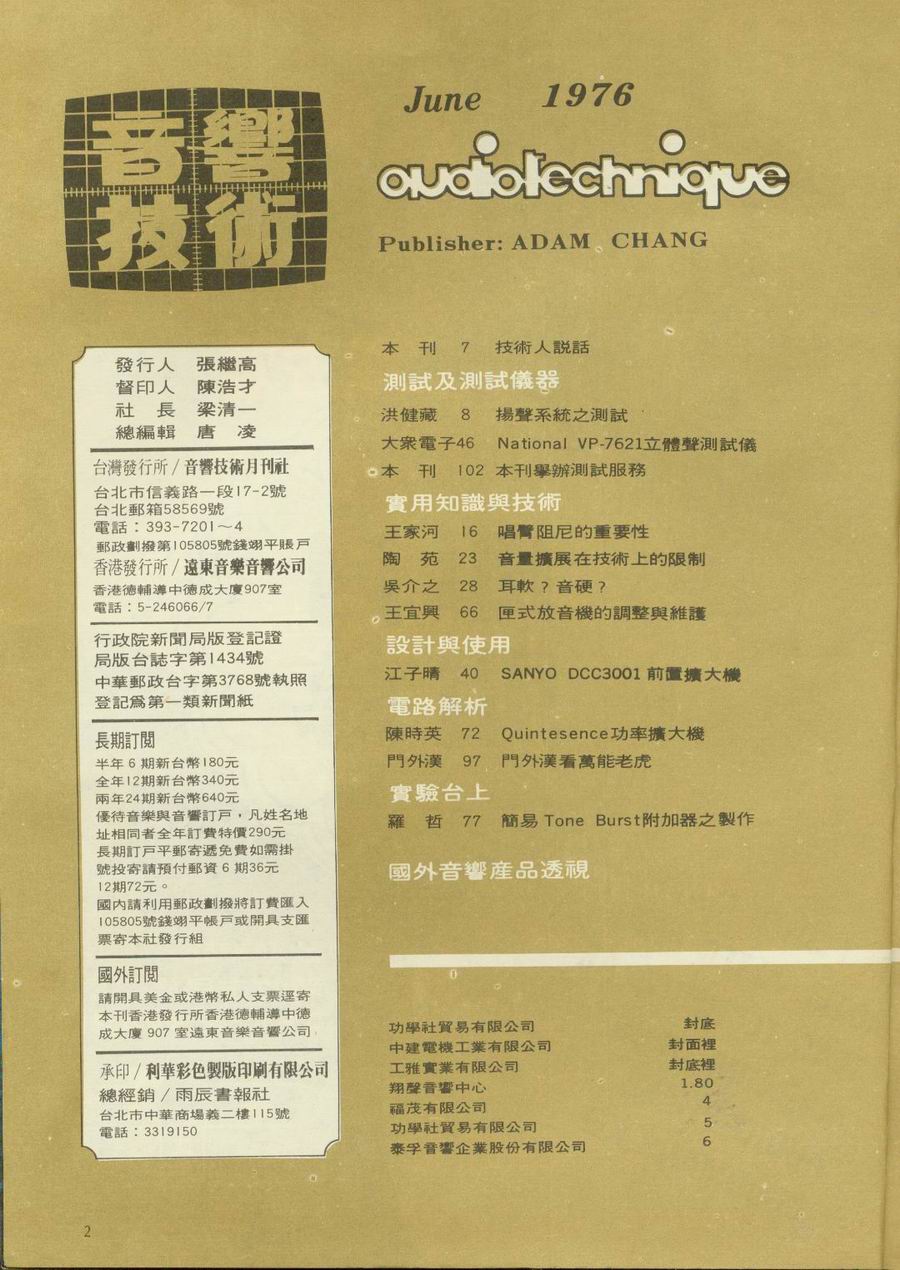 音響
技術
June 1976
audiotechnique
Publisher: ADAM CHANG
發行人 張繼高
督印人 陳浩才
社 長 梁清一
總編輯 唐 凌
台灣發行所/音響技術月刊社
台北市信義路一段17-2號
台北郵箱58569號
電話：393-7201～4
郵政劃撥第105805號錢翊平賬戶
香港發行所/遠東音樂音響公司
香港德輔導中德成大廈907室
電話：5-246066/7
行政院新聞局版登記證
局版台誌字第1434號
中華郵政台字第3768號執照
登記爲第一類新聞紙
長期訂閱
半年6期新台幣180元
全年12期新台幣340元
兩年24期新台幣640元
優待音樂與音響訂戶，凡姓名地
址相同者全年訂費特價290元
長期訂戶平郵寄遞免費如需掛
號投寄請預付郵資6期36元
12期72元。
國内請利用郵政劃撥將訂費匯入
105805號錢翊平帳戶或開具支匯
票寄本社發行組
國外訂閱
請開具美金或港幣私人支票逕寄
本刊香港發行所香港德輔導中德
成大廈 907 室遠東音樂音響公司
承印/利華彩色製版印刷有限公司
總經銷/雨辰書報社
台北市中華商場義二樓115號
電話：3319150
本 刊 7 技術人説話
測試及測試儀器
洪健藏 8 揚聲系統之測試
大衆電子46 National VP-7621立體聲測試儀
本 刊 102 本刊舉辦測試服務
實用知識與技術
王家河 16 唱臂阻尼的重要性
陶 苑 23 音量擴展在技術上的限制
吳介之 28 耳軟？音硬？
王宜興 66 匣式放音機的調整與維護
設計與使用
江子晴 40 SANYO DCC3001前置擴大機
電路解析
陳時英 72 Quintesence功率擴大機
門外漢 97 門外漢看萬能老虎
實驗台上
羅 哲 77 簡易 Tone Burst附加器之製作
國外音響産品透視
功學社貿易有限公司 封底
中建電機工業有限公司 封面裡
工雅實業有限公司 封底裡
翔聲音響中心 1.80
福茂有限公司 4
功學社貿易有限公司 5
泰孚音響企業股份有限公司 6
2